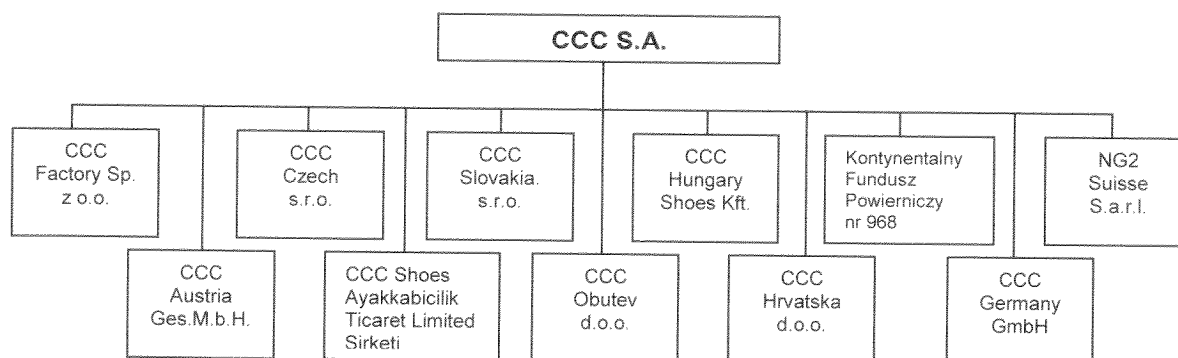 CCC S.A.
CCC
Factory Sp.
z o.o.
CCC
Czech
s.r.o.
CCC
Slovakia.
s.r.o.
CCC
Hungary
Shoes Kft.
Kontynentalny
Fundusz
Powierniczy
nr 968
NG2
Suisse
S.a.r.l.
CCC
Austria
Ges.M.b.H.
CCC Shoes
Ayakkabicilik
Ticaret Limited
Sirketi
CCC
Obutev
d.o.o.
CCC
Hrvatska
d.o.o.
CCC
Germany
GmbH